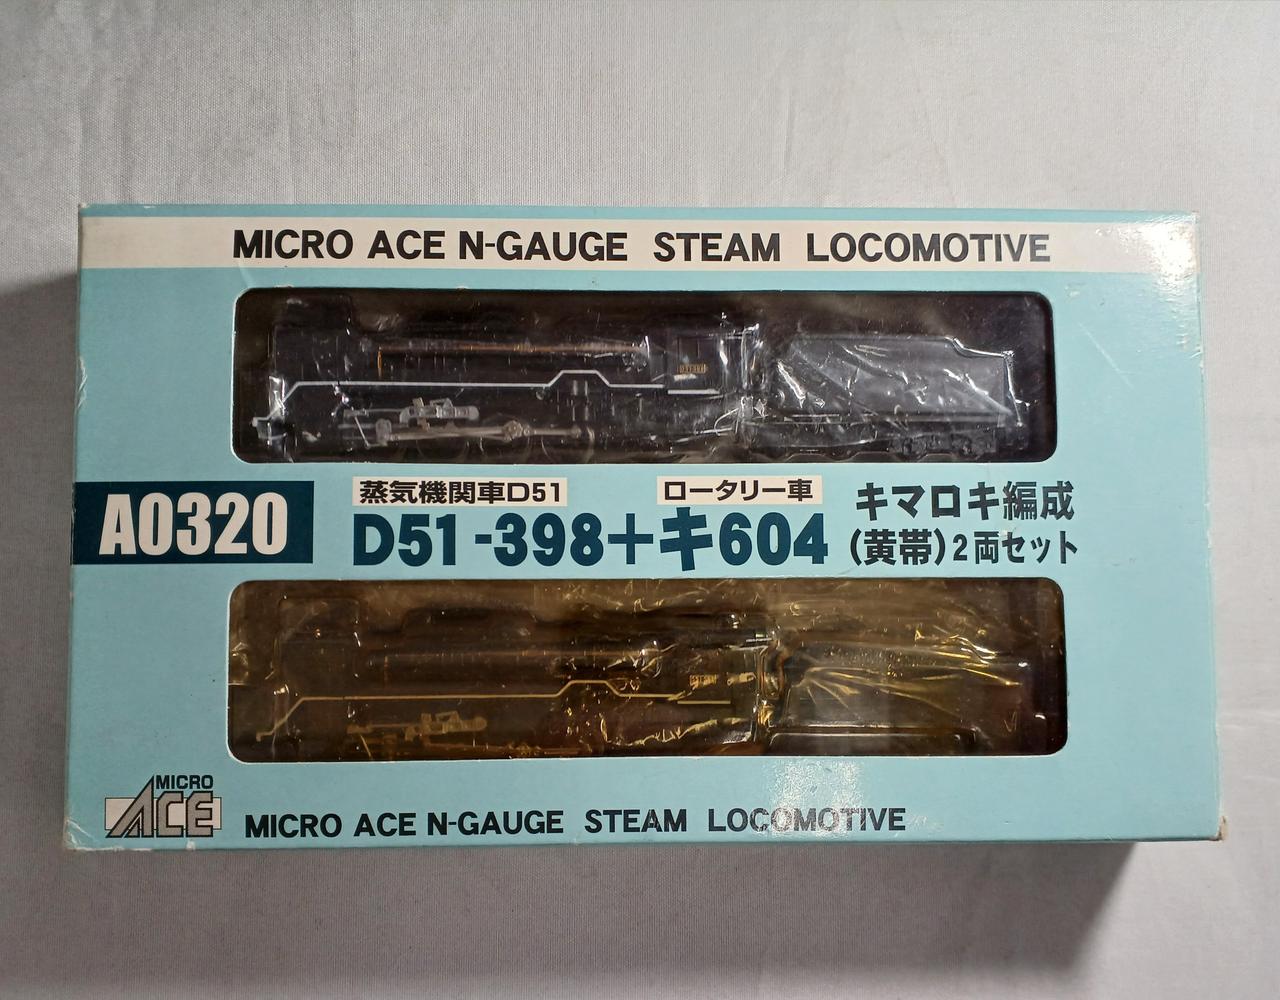 MICRO ACE N-GAUGE STEAM LOCOMOTIVE
A0320
蒸気機関車D51
ロータリー車
D51-398+キ604
キマロキ編成
(黄帯)2両セット
MICRO
ACE
MICRO ACE N-GAUGE STEAM LOCOMOTIVE